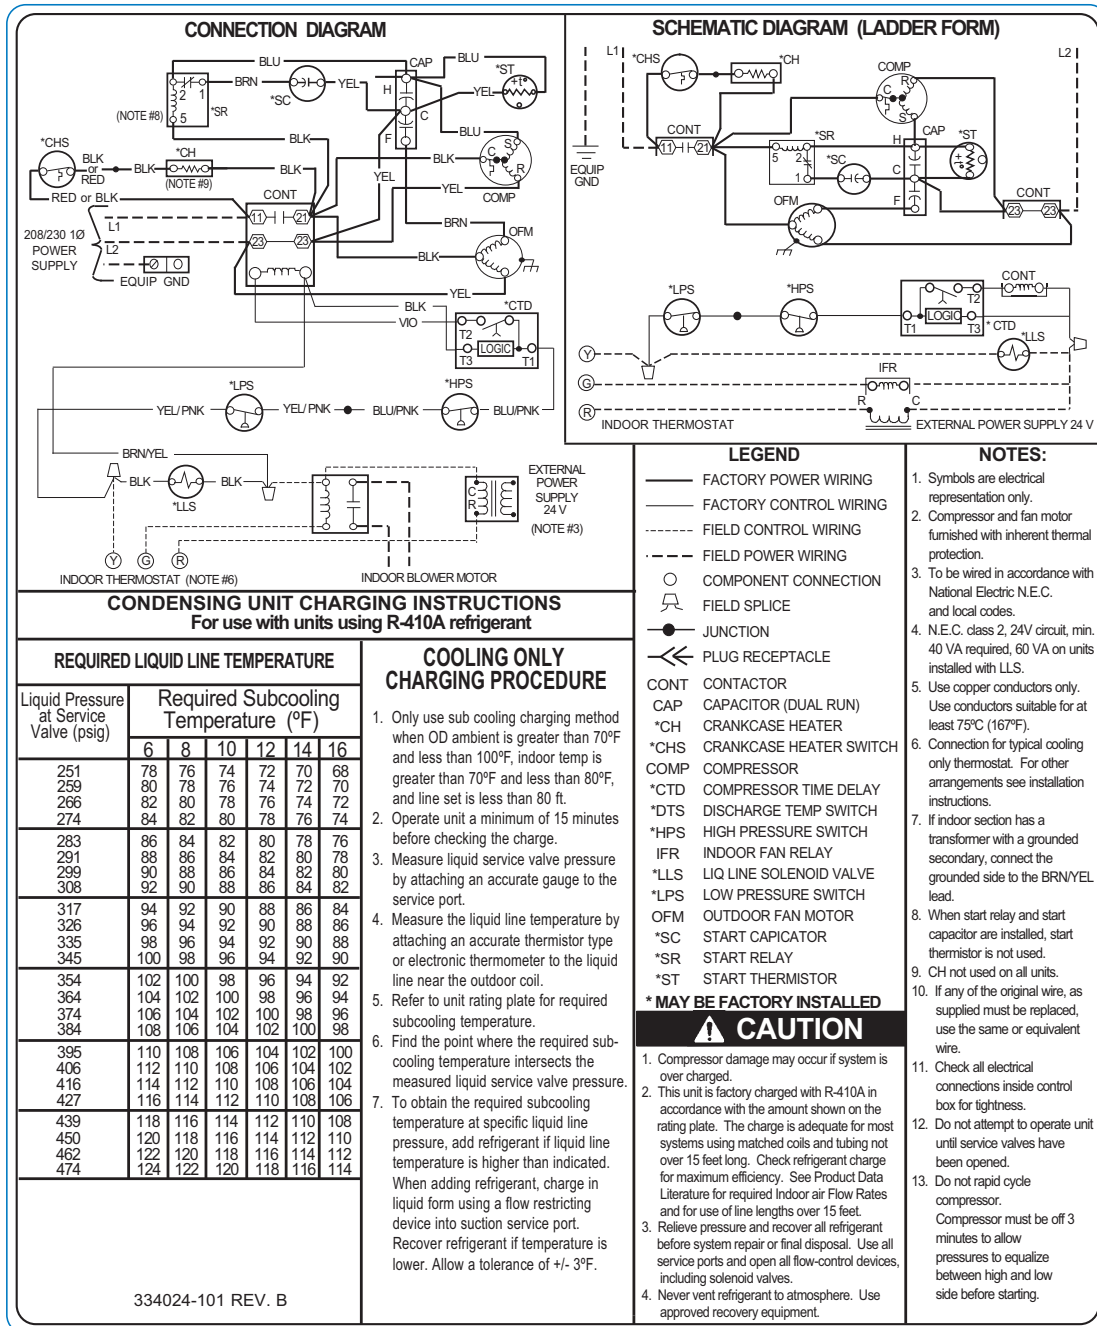 CONNECTION DIAGRAM
BLU
CAP
BLU
*ST
+t°
BRN
YEL
H
YEL
*SC
2 1
*SR
C
(NOTE #8)
5
BLU
S
F
BLK
*CHS
BLK
C
*CH
BLK
or
RED
BLK
BLK
BLK
R
(NOTE #9)
YEL
YEL
COMP
RED or BLK
CONT
11
21
BRN
L1
OFM
208/230 1Ø
POWER
SUPPLY
23
23
L2
BLK
EQUIP GND
YEL
BLK
*CTD
VIO
T2
LOGIC
T3
T1
*LPS
*HPS
YEL/PNK
YEL/PNK
BLU/PNK
BLU/PNK
BRN/YEL
EXTERNAL
POWER
SUPPLY
24 V
(NOTE #3)
BLK
BLK
*LLS
C
R
Y
G
R
INDOOR THERMOSTAT (NOTE #6)
INDOOR BLOWER MOTOR
SCHEMATIC DIAGRAM (LADDER FORM)
L1
L2
*CHS
*CH
COMP
R
C
S
CONT
11
21
*SR
CAP
*ST
H
5
2
*SC
1
C
EQUIP
GND
OFM
F
CONT
23
23
*LPS
*HPS
CONT
T2
T1
LOGIC
T3
*CTD
*LLS
Y
IFR
G
R
C
R
INDOOR THERMOSTAT
EXTERNAL POWER SUPPLY 24 V
CONDENSING UNIT CHARGING INSTRUCTIONS
For use with units using R-410A refrigerant
REQUIRED LIQUID LINE TEMPERATURE
Liquid Pressure
at Service
Valve (psig)
Required Subcooling
Temperature (ºF)
6 8 10 12 14 16
251 78 76 74 72 70 68
259 80 78 76 74 72 70
266 82 80 78 76 74 72
274 84 82 80 78 76 74
283 86 84 82 80 78 76
291 88 86 84 82 80 78
299 90 88 86 84 82 80
308 92 90 88 86 84 82
317 94 92 90 88 86 84
326 96 94 92 90 88 86
335 98 96 94 92 90 88
345 100 98 96 94 92 90
354 102 100 98 96 94 92
364 104 102 100 98 96 94
374 106 104 102 100 98 96
384 108 106 104 102 100 98
395 110 108 106 104 102 100
406 112 110 108 106 104 102
416 114 112 110 108 106 104
427 116 114 112 110 108 106
439 118 116 114 112 110 108
450 120 118 116 114 112 110
462 122 120 118 116 114 112
474 124 122 120 118 116 114
334024-101 REV. B
COOLING ONLY
CHARGING PROCEDURE
1. Only use sub cooling charging method
when OD ambient is greater than 70ºF
and less than 100ºF, indoor temp is
greater than 70ºF and less than 80ºF,
and line set is less than 80 ft.
2. Operate unit a minimum of 15 minutes
before checking the charge.
3. Measure liquid service valve pressure
by attaching an accurate gauge to the
service port.
4. Measure the liquid line temperature by
attaching an accurate thermistor type
or electronic thermometer to the liquid
line near the outdoor coil.
5. Refer to unit rating plate for required
subcooling temperature.
6. Find the point where the required sub-
cooling temperature intersects the
measured liquid service valve pressure.
7. To obtain the required subcooling
temperature at specific liquid line
pressure, add refrigerant if liquid line
temperature is higher than indicated.
When adding refrigerant, charge in
liquid form using a flow restricting
device into suction service port.
Recover refrigerant if temperature is
lower. Allow a tolerance of +/- 3ºF.
LEGEND
FACTORY POWER WIRING
FACTORY CONTROL WIRING
FIELD CONTROL WIRING
FIELD POWER WIRING
COMPONENT CONNECTION
FIELD SPLICE
JUNCTION
PLUG RECEPTACLE
CONT CONTACTOR
CAP CAPACITOR (DUAL RUN)
*CH CRANKCASE HEATER
*CHS CRANKCASE HEATER SWITCH
COMP COMPRESSOR
*CTD COMPRESSOR TIME DELAY
*DTS DISCHARGE TEMP SWITCH
*HPS HIGH PRESSURE SWITCH
IFR INDOOR FAN RELAY
*LLS LIQ LINE SOLENOID VALVE
*LPS LOW PRESSURE SWITCH
OFM OUTDOOR FAN MOTOR
*SC START CAPICATOR
*SR START RELAY
*ST START THERMISTOR
* MAY BE FACTORY INSTALLED
CAUTION
1. Compressor damage may occur if system is
over charged.
2. This unit is factory charged with R-410A in
accordance with the amount shown on the
rating plate. The charge is adequate for most
systems using matched coils and tubing not
over 15 feet long. Check refrigerant charge
for maximum efficiency. See Product Data
Literature for required Indoor air Flow Rates
and for use of line lengths over 15 feet.
3. Relieve pressure and recover all refrigerant
before system repair or final disposal. Use all
service ports and open all flow-control devices,
including solenoid valves.
4. Never vent refrigerant to atmosphere. Use
approved recovery equipment.
NOTES:
1. Symbols are electrical
representation only.
2. Compressor and fan motor
furnished with inherent thermal
protection.
3. To be wired in accordance with
National Electric N.E.C.
and local codes.
4. N.E.C. class 2, 24V circuit, min.
40 VA required, 60 VA on units
installed with LLS.
5. Use copper conductors only.
Use conductors suitable for at
least 75ºC (167ºF).
6. Connection for typical cooling
only thermostat. For other
arrangements see installation
instructions.
7. If indoor section has a
transformer with a grounded
secondary, connect the
grounded side to the BRN/YEL
lead.
8. When start relay and start
capacitor are installed, start
thermistor is not used.
9. CH not used on all units.
10. If any of the original wire, as
supplied must be replaced,
use the same or equivalent
wire.
11. Check all electrical
connections inside control
box for tightness.
12. Do not attempt to operate unit
until service valves have
been opened.
13. Do not rapid cycle
compressor.
Compressor must be off 3
minutes to allow
pressures to equalize
between high and low
side before starting.